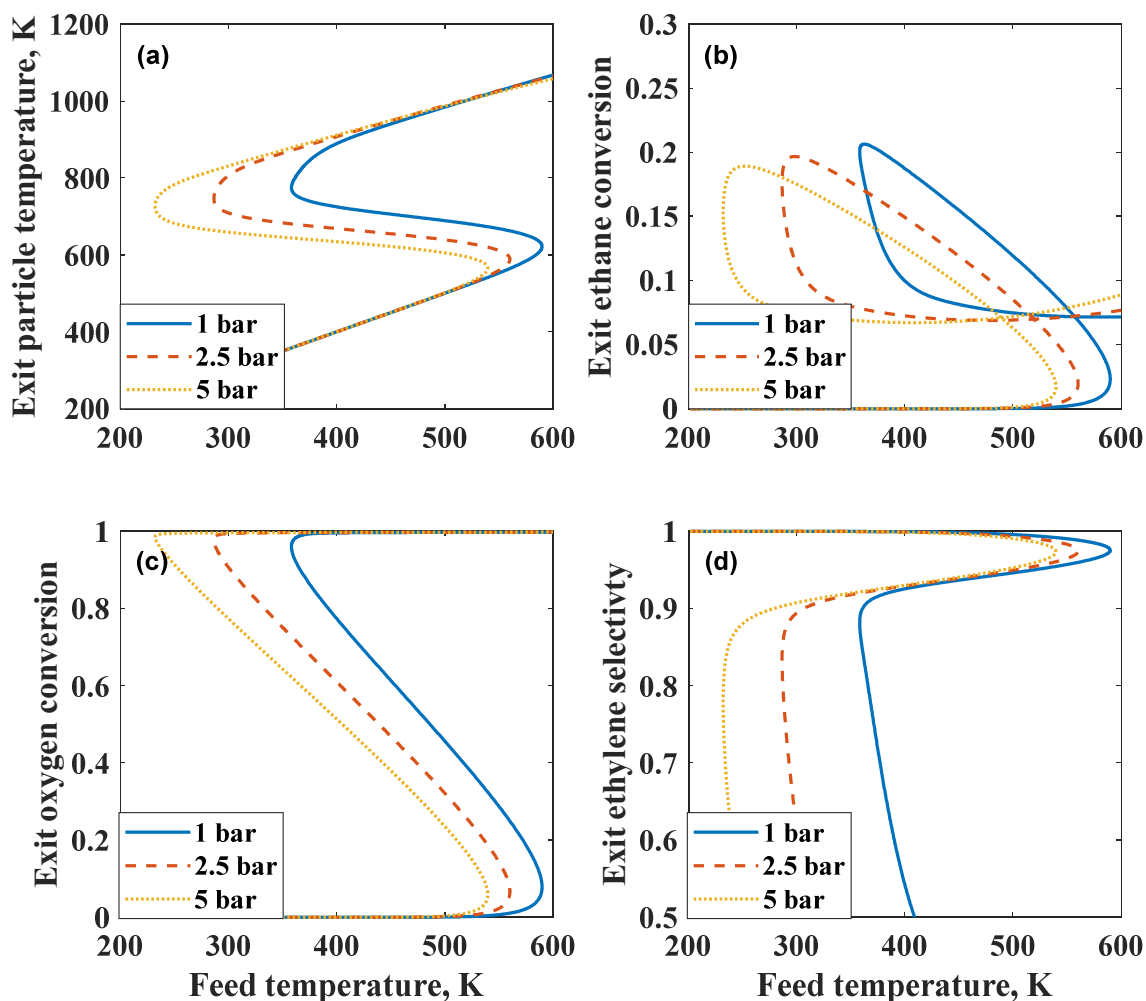 (a)
Exit particle temperature, K
1200
1000
800
600
400
200
1 bar
2.5 bar
5 bar
200 300 400 500 600
(b)
Exit ethane conversion
0.3
0.25
0.2
0.15
0.1
0.05
0
1 bar
2.5 bar
5 bar
200 300 400 500 600
(c)
Exit oxygen conversion
1
0.8
0.6
0.4
0.2
0
1 bar
2.5 bar
5 bar
200 300 400 500 600
Feed temperature, K
(d)
Exit ethylene selectivty
1
0.9
0.8
0.7
0.6
0.5
1 bar
2.5 bar
5 bar
200 300 400 500 600
Feed temperature, K